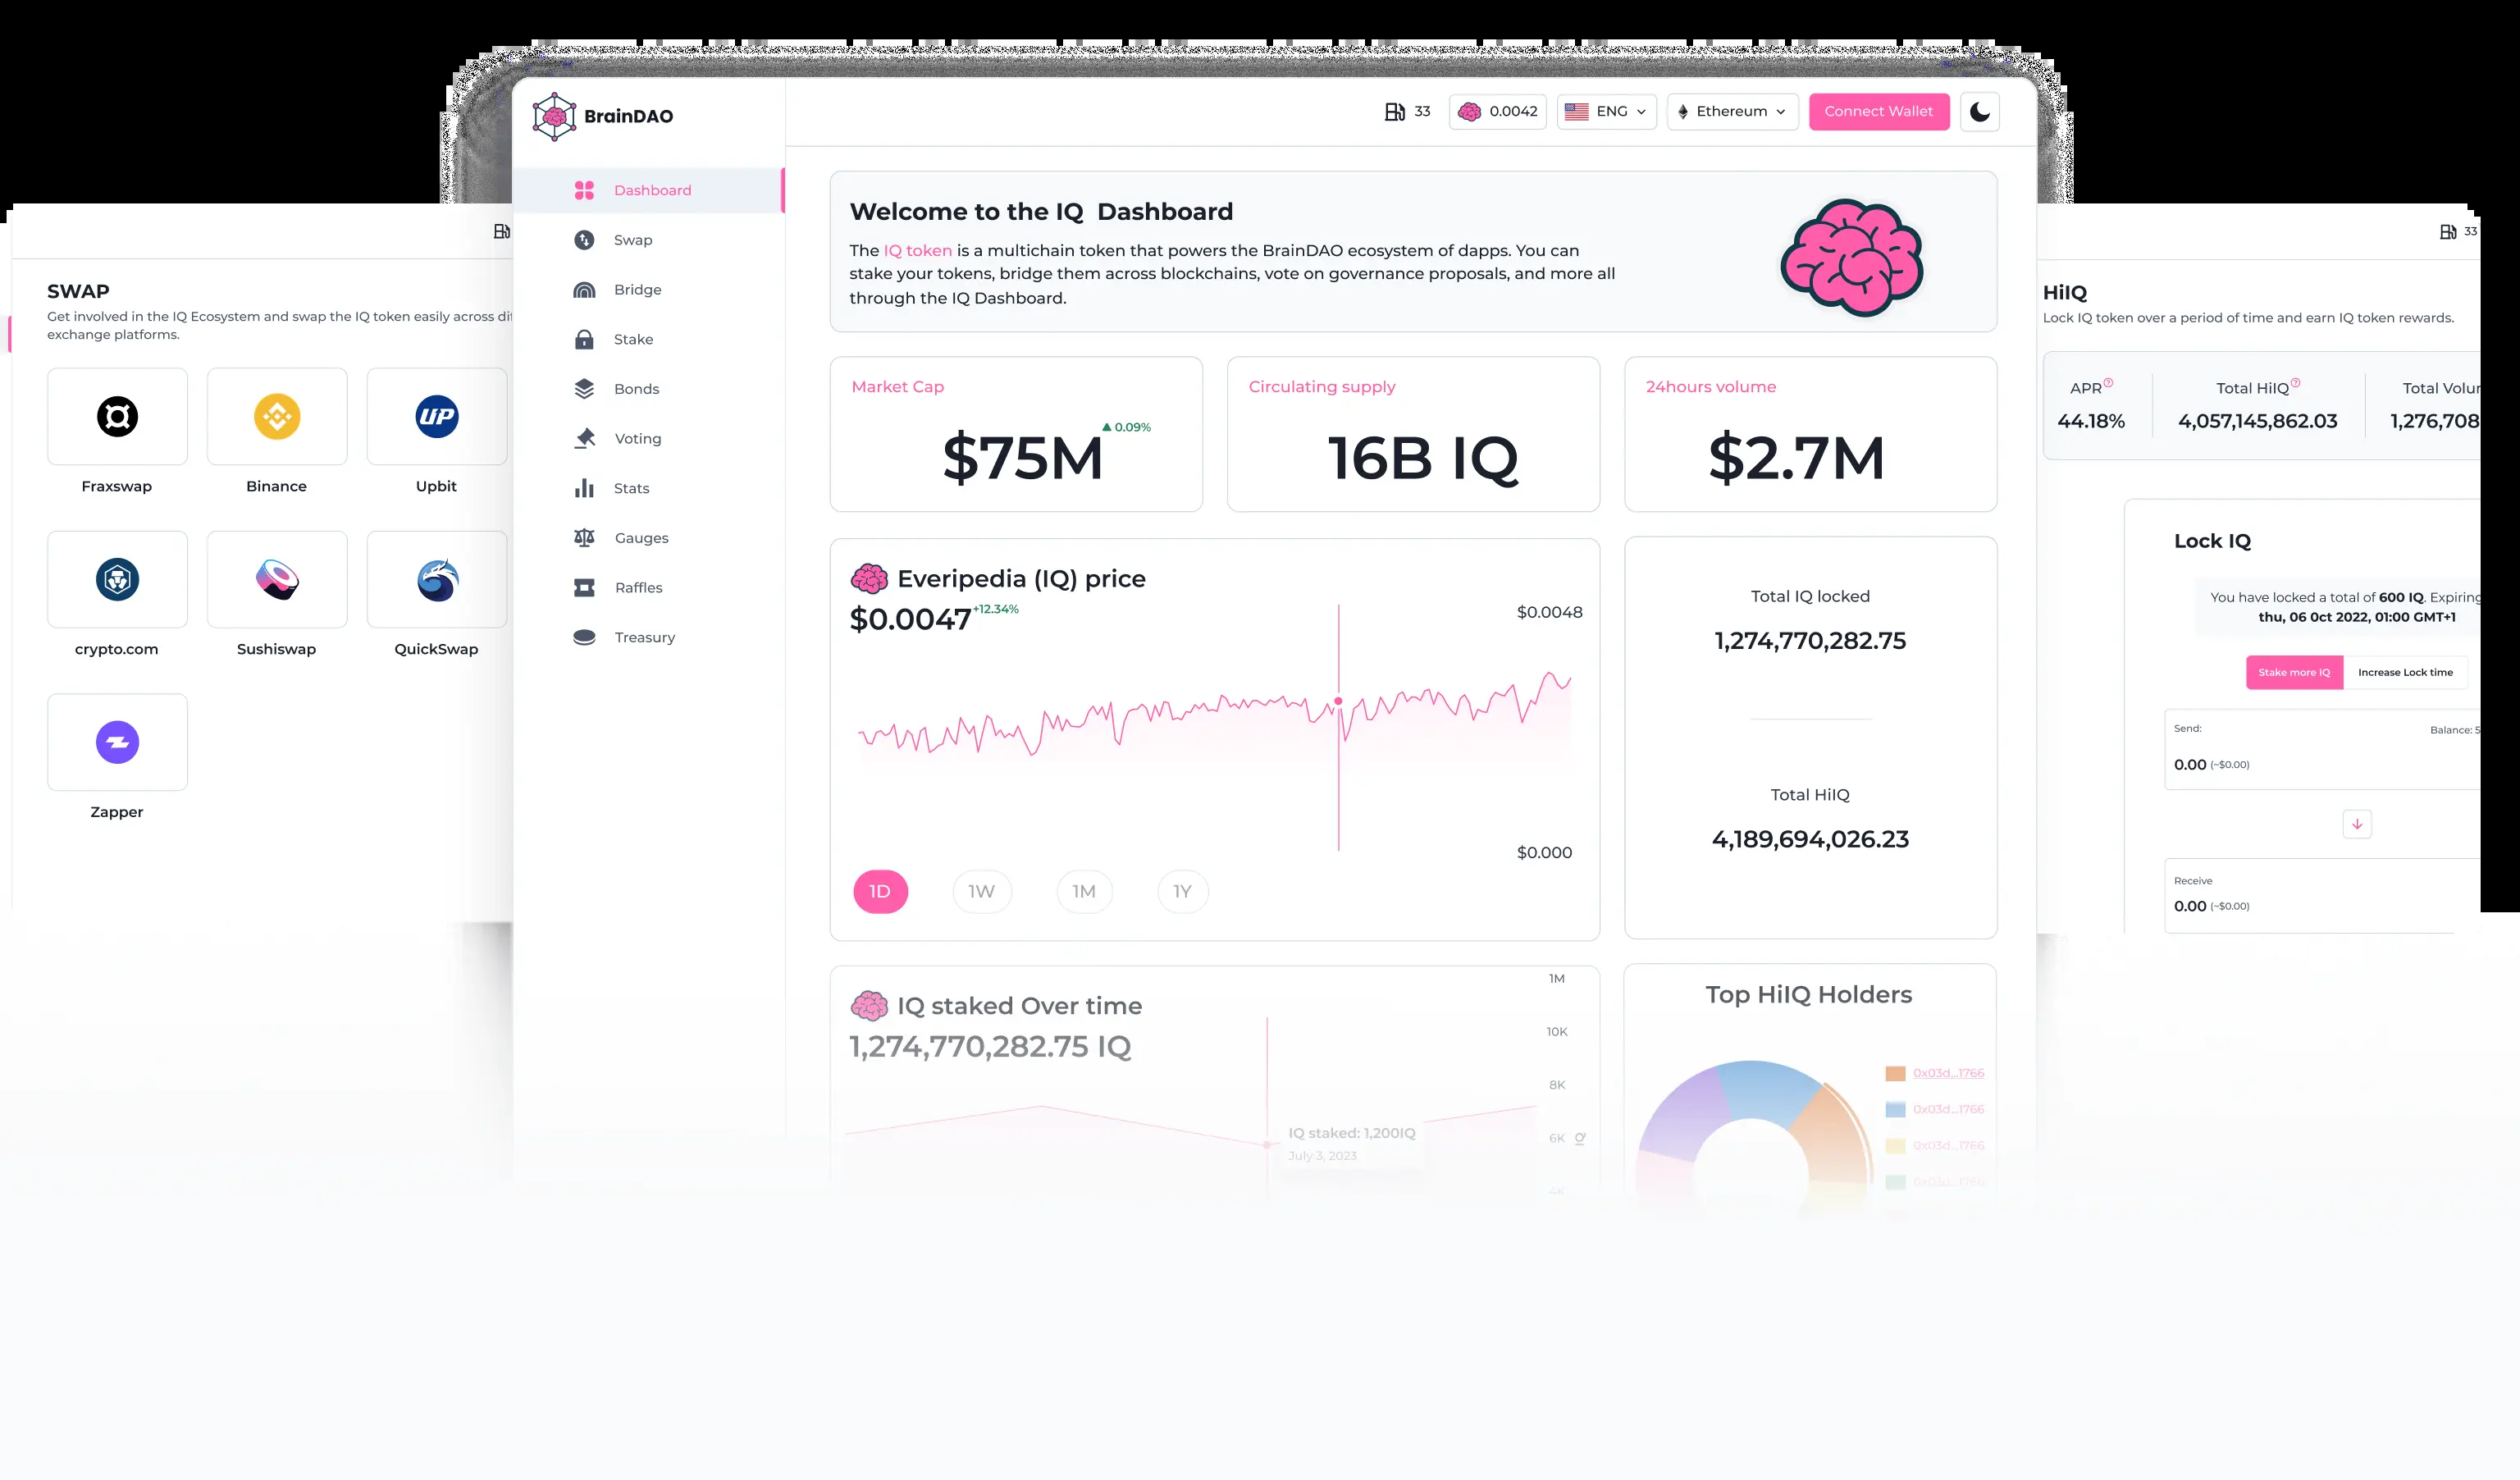 BrainDAO
33
0.0042
ENG
Ethereum
Connect Wallet
Dashboard
Swap
Bridge
Stake
Bonds
Voting
Stats
Gauges
Raffles
Treasury
Welcome to the IQ Dashboard
The IQ token is a multichain token that powers the BrainDAO ecosystem of dapps. You can
stake your tokens, bridge them across blockchains, vote on governance proposals, and more all
through the IQ Dashboard.
Market Cap
$75M
▲ 0.09%
Circulating supply
16B IQ
24hours volume
$2.7M
Everipedia (IQ) price
$0.0047
+12.34%
$0.0048
$0.000
1D
1W
1M
1Y
Total IQ locked
1,274,770,282.75
Total HiIQ
4,189,694,026.23
IQ staked Over time
1,274,770,282.75 IQ
1M
10K
8K
6K
4K
IQ
IQ staked: 1,200IQ
July 3, 2023
Top HiIQ Holders
0x03d...1766
0x03d...1766
0x03d...1766
0x03d...1766
SWAP
Get involved in the IQ Ecosystem and swap the IQ token easily across
exchange platforms.
UP
Fraxswap
Binance
Upbit
crypto.com
Sushiswap
QuickSwap
Zapper
33
HiIQ
Lock IQ token over a period of time and earn IQ token rewards.
APR
44.18%
Total HiIQ
4,057,145,862.03
Total
1,276,708
Lock IQ
You have locked a total of 600 IQ. Expiring
thu, 06 Oct 2022, 01:00 GMT+1
Stake more IQ
Increase Lock time
Send:
Balance: 5
0.00 (~$0.00)
Receive
0.00 (~$0.00)